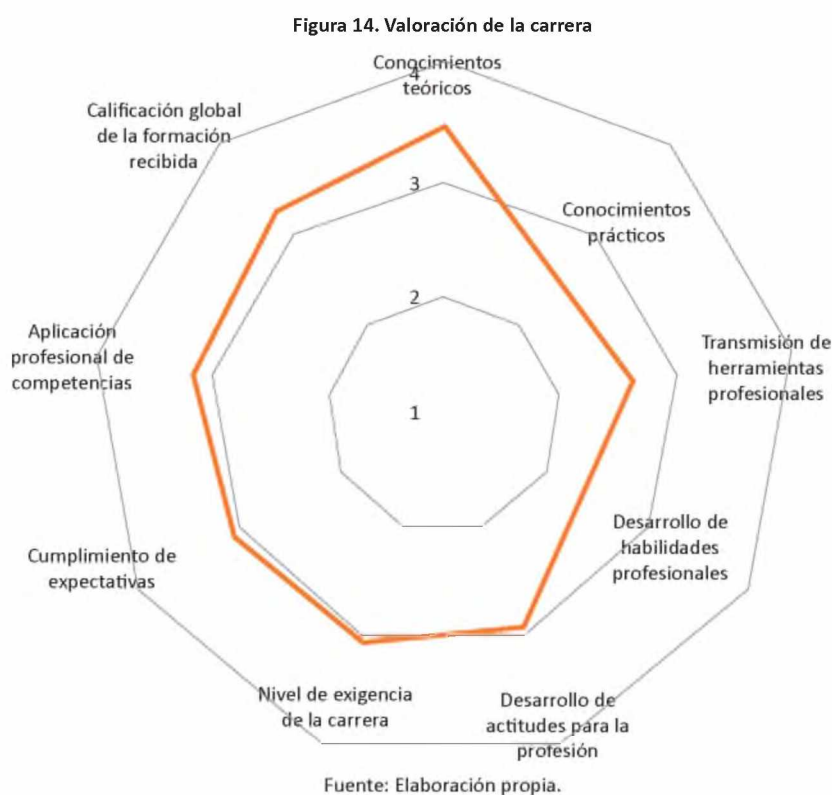 Figura 14. Valoración de la carrera
Conocimientos
teóricos
4
Calificación global
de la formación
recibida
3
Conocimientos
prácticos
2
Aplicación
profesional de
competencias
Transmisión de
herramientas
profesionales
1
Desarrollo de
habilidades
profesionales
Cumplimiento de
expectativas
Nivel de exigencia
de la carrera
Desarrollo de
actitudes para la
profesión
Fuente: Elaboración propia.